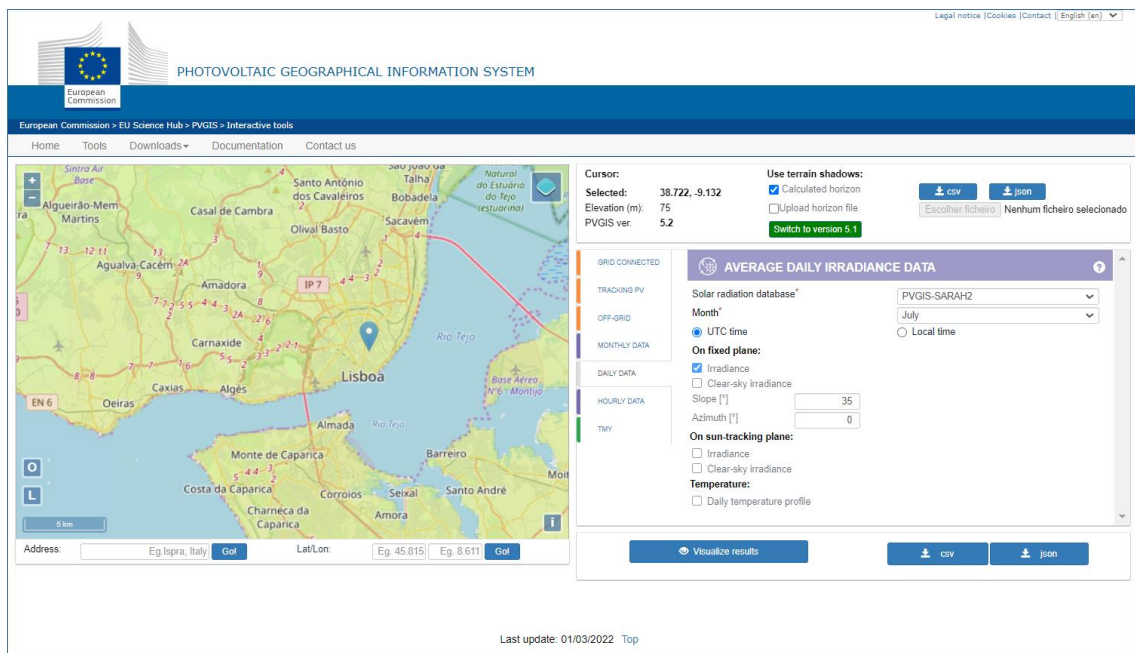 Legal notice |Cookies |Contact | English (en)
PHOTOVOLTAIC GEOGRAPHICAL INFORMATION SYSTEM
European
Commission
European Commission > EU Science Hub > PVGIS > Interactive tools
Home Tools Downloads Documentation Contact us
Sintra Air
Base
Algueirão-Mem
Martins
Casal de Cambra
Santo António
dos Cavaleiros
São João da
Talha
Bobadela
Natural
do Estuário
do Tejo
(estuarino)
Sacavém
Olival Basto
Agualva-Cacém
Amadora
IP 7
Carnaxide
Rio Tejo
Lisboa
Base Aérea
Nº6 - Montijo
Caxias
Algés
EN 6
Oeiras
Almada
Rio Tejo
Monte de Caparica
Barreiro
Moit
Costa da Caparica
Corroios
Seixal
Santo André
Charneca da
Caparica
Amora
O
L
5 km
i
Address: Eg.Ispra, Italy Go! Lat/Lon: Eg. 45.815 Eg. 8.611 Go!
Cursor:
Selected: 38.722, -9.132
Elevation (m): 75
PVGIS ver. 5.2
Use terrain shadows:
Calculated horizon
Upload horizon file
Switch to version 5.1
csv json
Escolher ficheiro Nenhum ficheiro selecionado
GRID CONNECTED
TRACKING PV
OFF-GRID
MONTHLY DATA
DAILY DATA
HOURLY DATA
TMY
AVERAGE DAILY IRRADIANCE DATA ?
Solar radiation database* PVGIS-SARAH2
Month* July
UTC time Local time
On fixed plane:
Irradiance
Clear-sky irradiance
Slope [°] 35
Azimuth [°] 0
On sun-tracking plane:
Irradiance
Clear-sky irradiance
Temperature:
Daily temperature profile
Visualize results csv json
Last update: 01/03/2022 Top